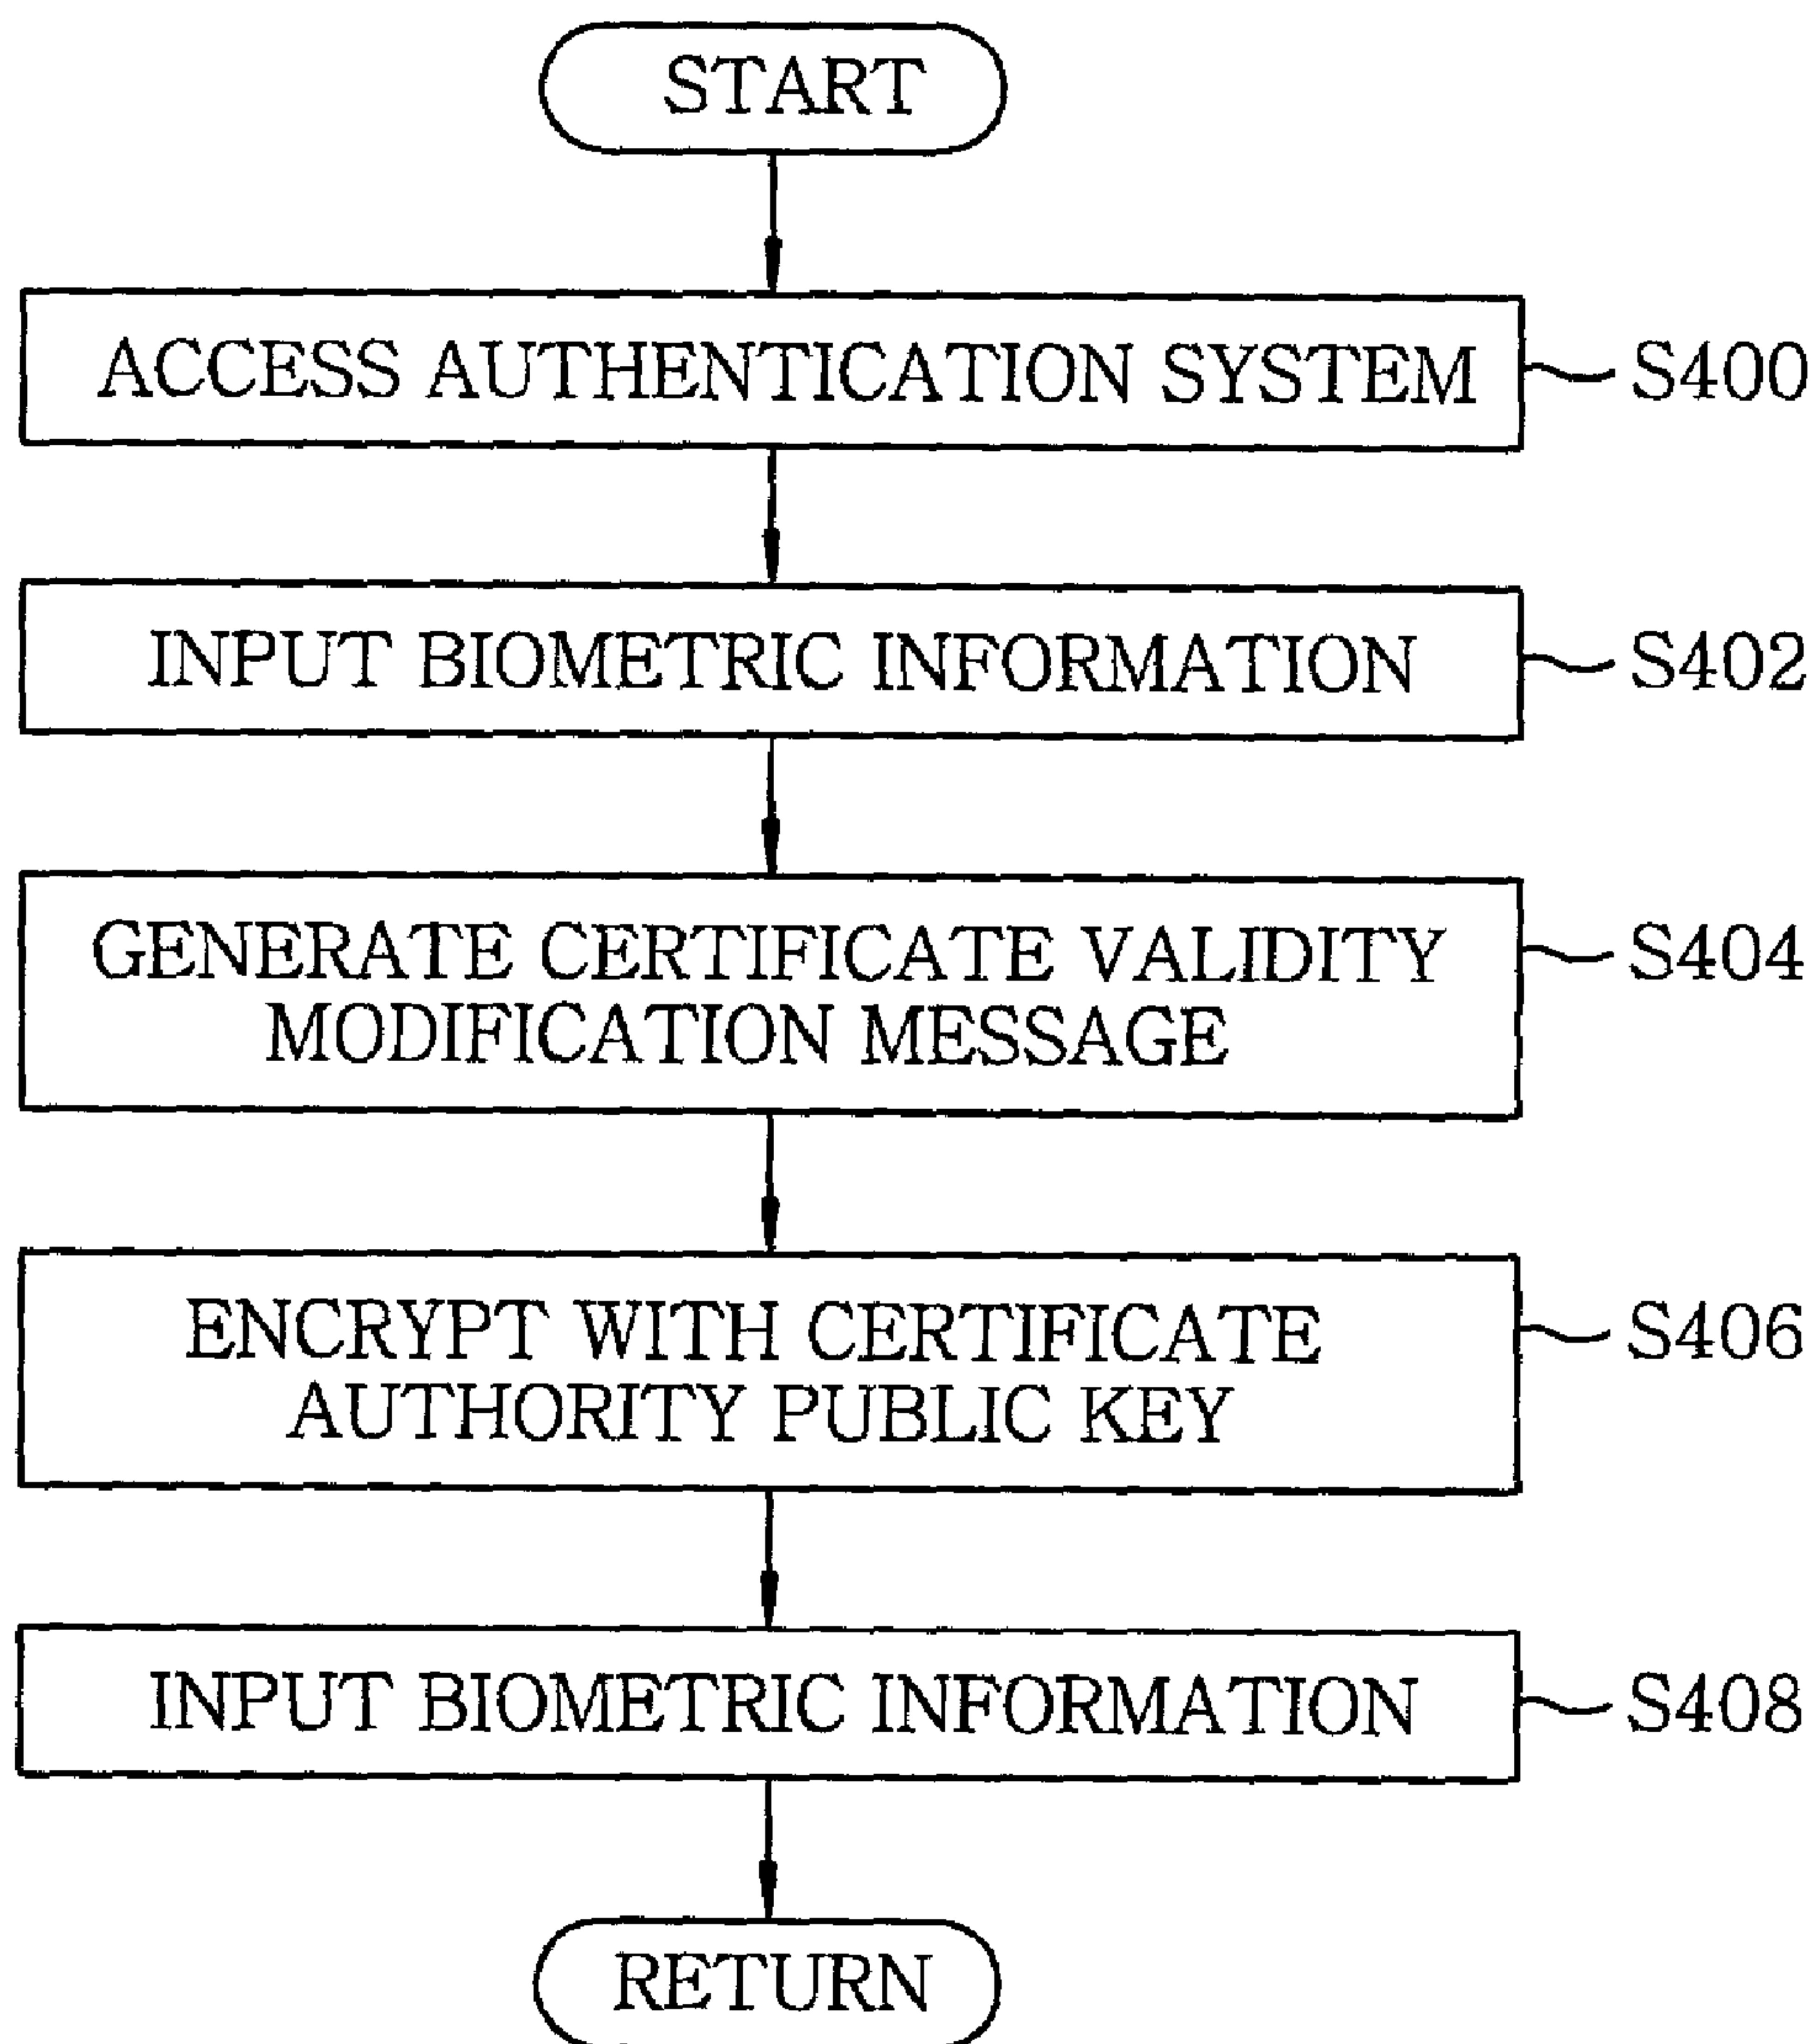 START
ACCESS AUTHENTICATION SYSTEM
S400
INPUT BIOMETRIC INFORMATION
S402
GENERATE CERTIFICATE VALIDITY
MODIFICATION MESSAGE
S404
ENCRYPT WITH CERTIFICATE
AUTHORITY PUBLIC KEY
S406
INPUT BIOMETRIC INFORMATION
S408
RETURN